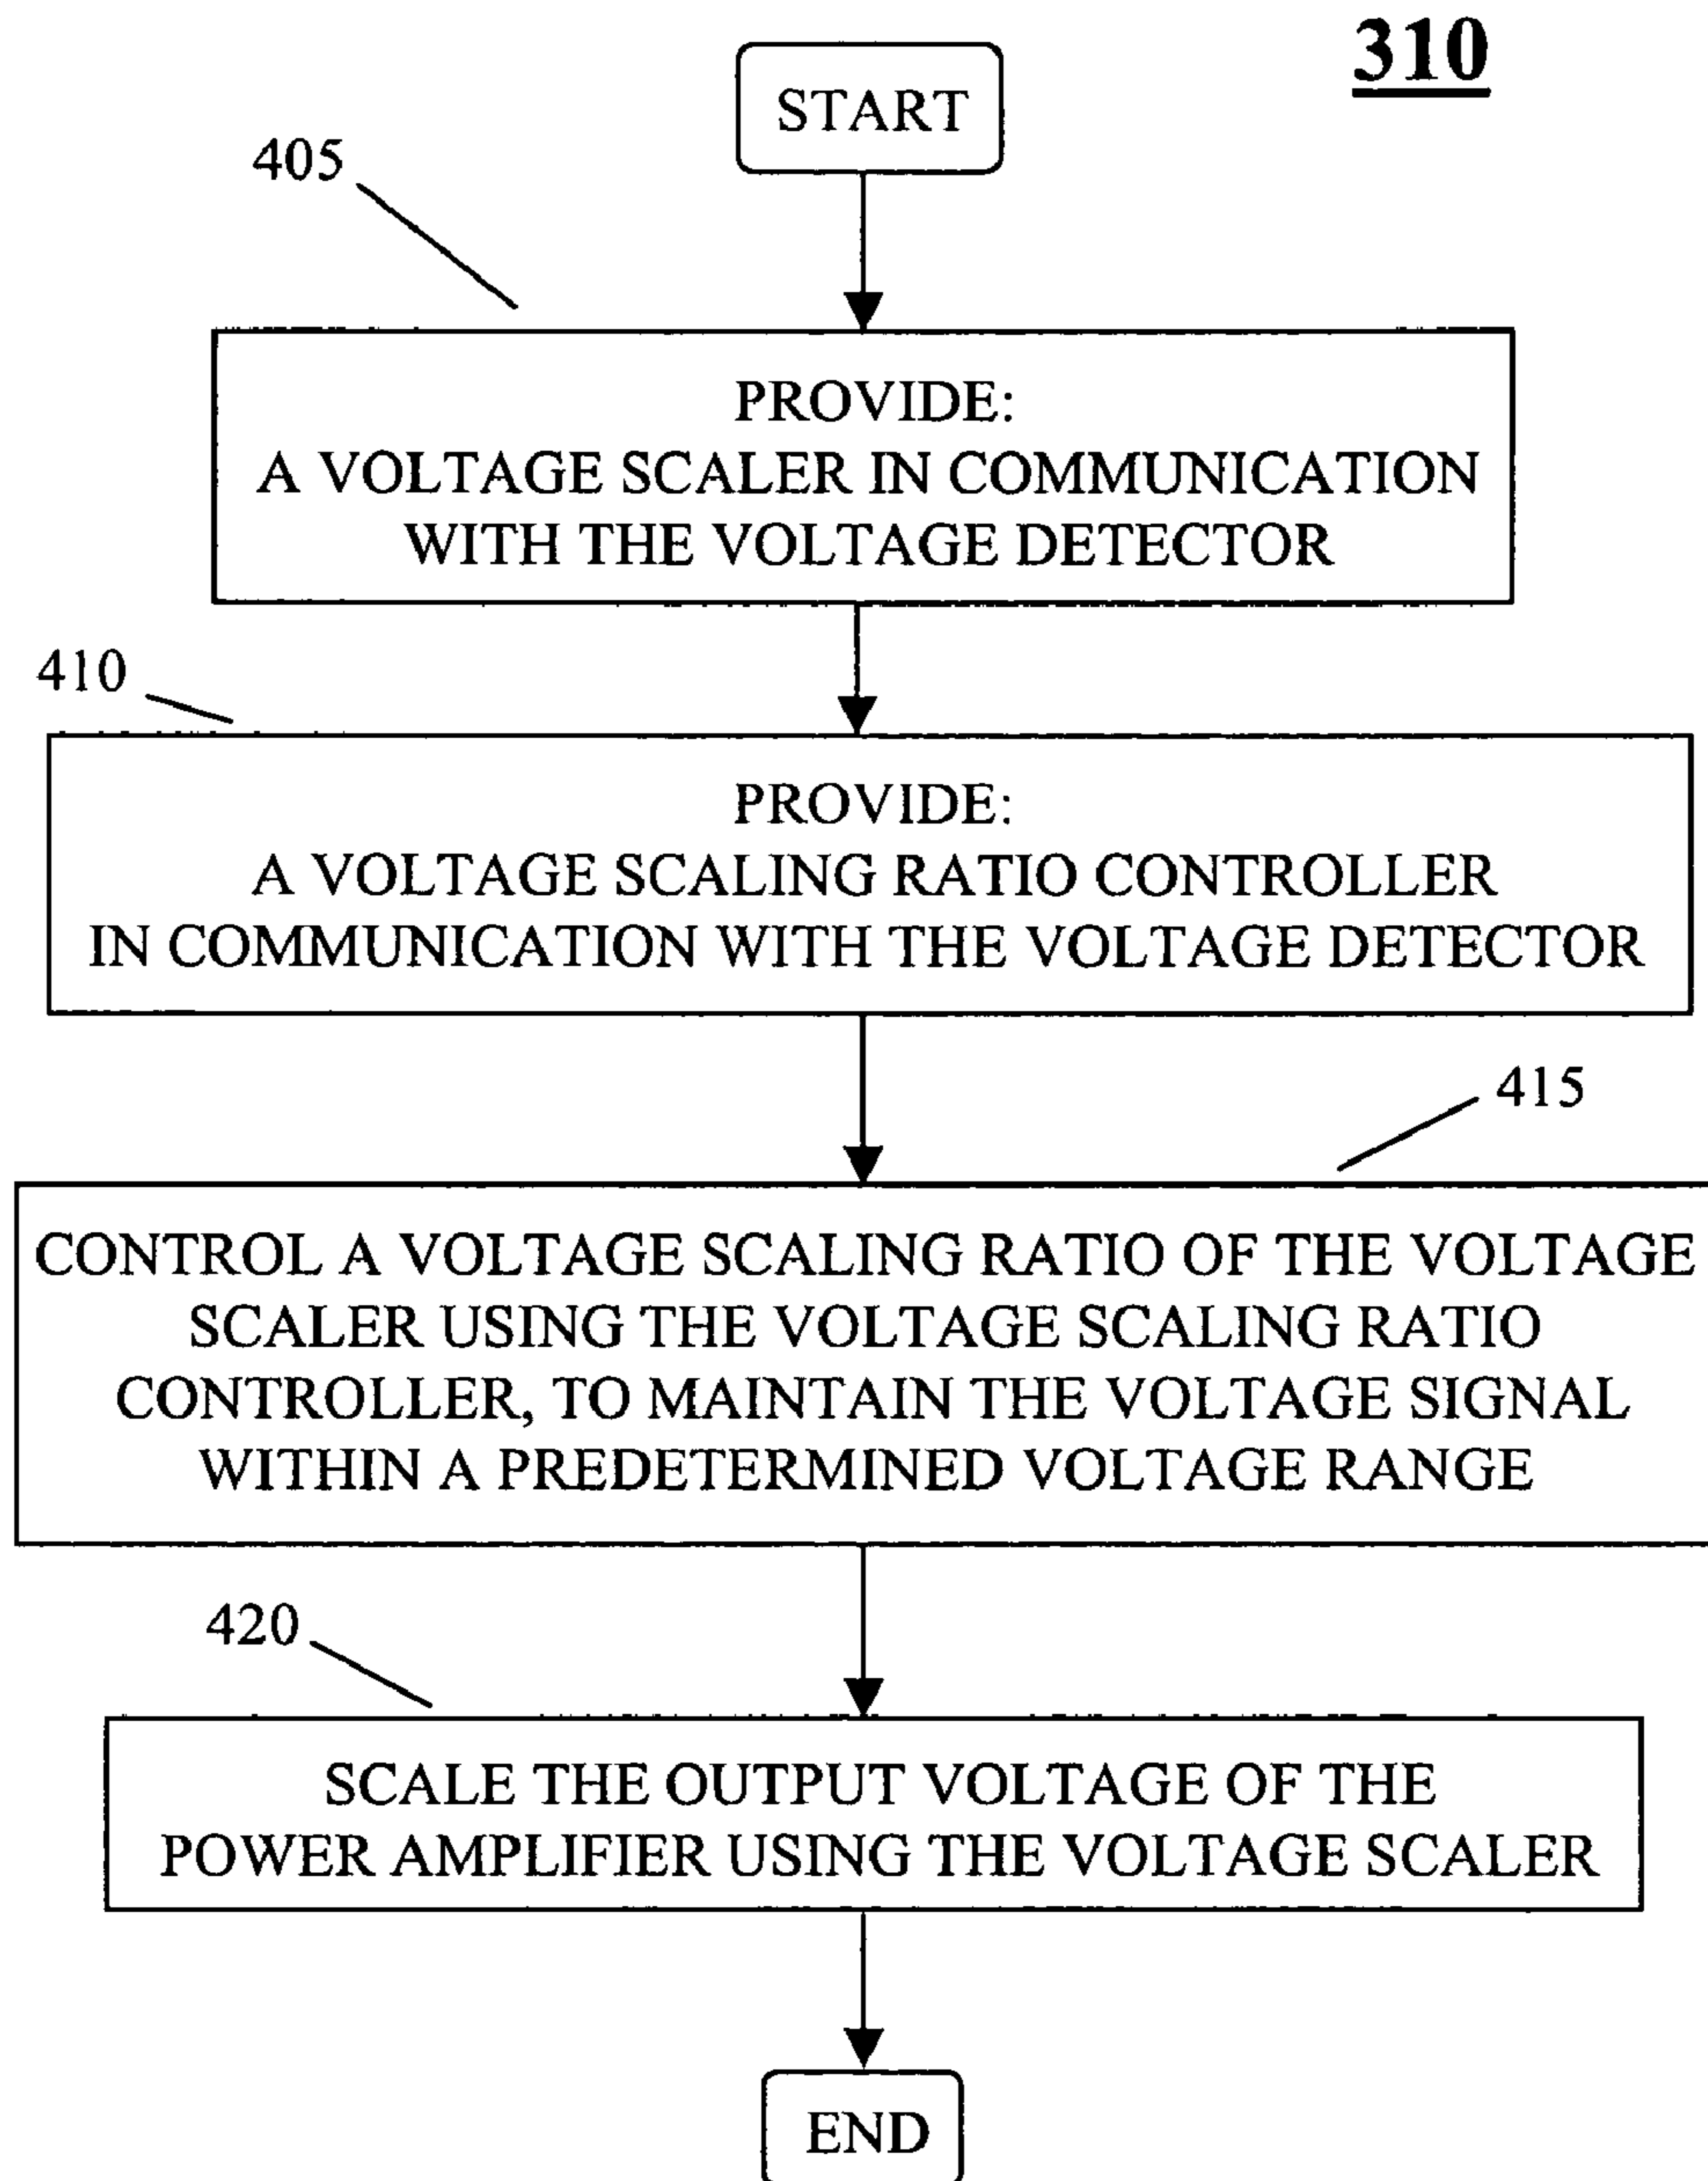 310
START
405
PROVIDE:
A VOLTAGE SCALER IN COMMUNICATION
WITH THE VOLTAGE DETECTOR
410
PROVIDE:
A VOLTAGE SCALING RATIO CONTROLLER
IN COMMUNICATION WITH THE VOLTAGE DETECTOR
415
CONTROL A VOLTAGE SCALING RATIO OF THE VOLTAGE
SCALER USING THE VOLTAGE SCALING RATIO
CONTROLLER, TO MAINTAIN THE VOLTAGE SIGNAL
WITHIN A PREDETERMINED VOLTAGE RANGE
420
SCALE THE OUTPUT VOLTAGE OF THE
POWER AMPLIFIER USING THE VOLTAGE SCALER
END